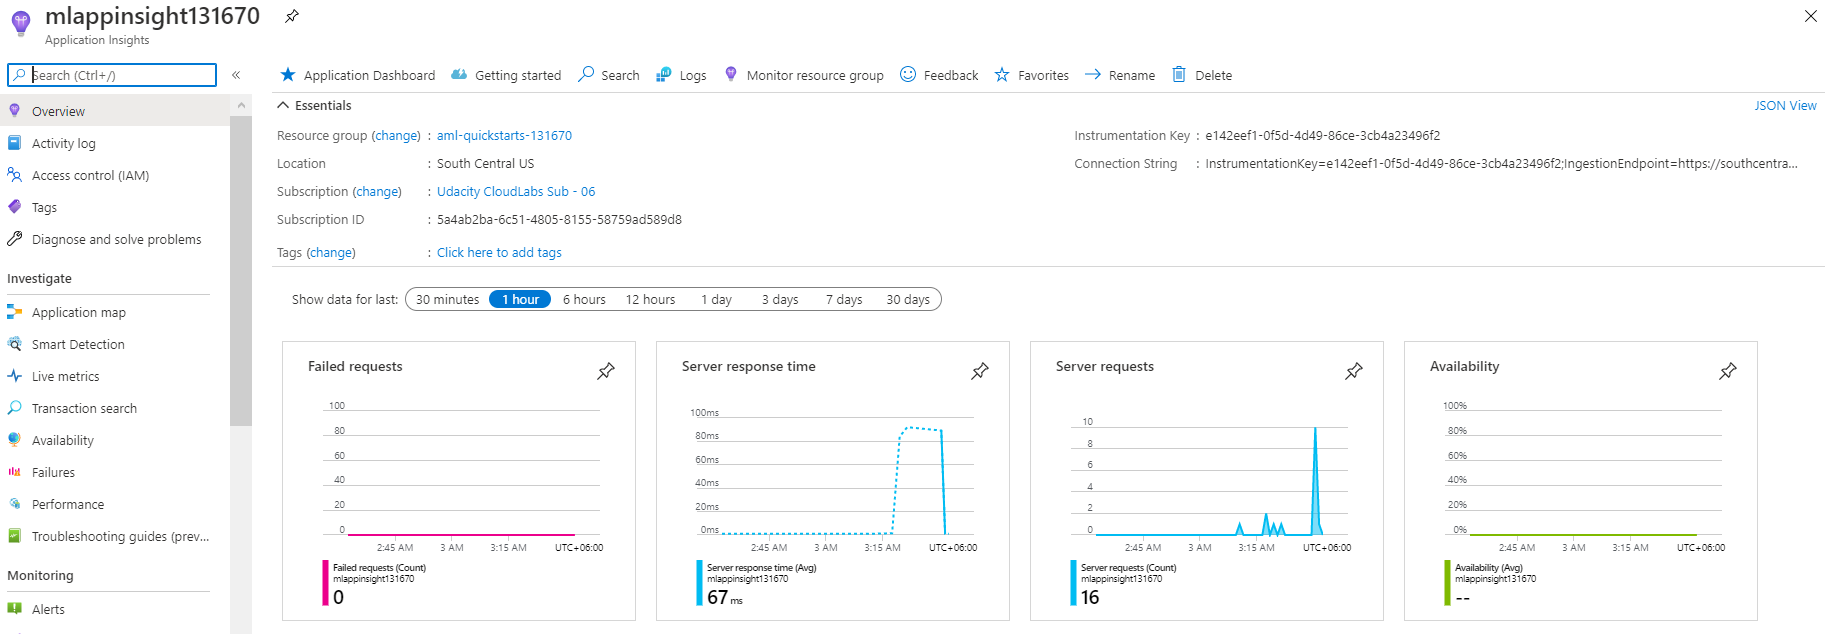 mlappinsight131670
Application Insights
Search (Ctrl+/)
«
Overview
Activity log
Access control (IAM)
Tags
Diagnose and solve problems
Investigate
Application map
Smart Detection
Live metrics
Transaction search
Availability
Failures
Performance
Troubleshooting guides (prev...
Monitoring
Alerts
Application Dashboard Getting started Search Logs Monitor resource group Feedback Favorites Rename Delete
Essentials JSON View
Resource group (change) : aml-quickstarts-131670
Location : South Central US
Subscription (change) : Udacity CloudLabs Sub - 06
Subscription ID : 5a4ab2ba-6c51-4805-8155-58759ad589d8
Tags (change) : Click here to add tags
Instrumentation Key : e142eef1-0f5d-4d49-86ce-3cb4a23496f2
Connection String : InstrumentationKey=e142eef1-0f5d-4d49-86ce-3cb4a23496f2;IngestionEndpoint=https://southcentra...
Show data for last: 30 minutes 1 hour 6 hours 12 hours 1 day 3 days 7 days 30 days
Failed requests
100
80
60
40
20
0
2:45 AM 3 AM 3:15 AM UTC+06:00
Failed requests (Count)
mlappinsight131670
0
Server response time
100ms
80ms
60ms
40ms
20ms
0ms
2:45 AM 3 AM 3:15 AM UTC+06:00
Server response time (Avg)
mlappinsight131670
67 ms
Server requests
10
8
6
4
2
0
2:45 AM 3 AM 3:15 AM UTC+06:00
Server requests (Count)
mlappinsight131670
16
Availability
100%
80%
60%
40%
20%
0%
2:45 AM 3 AM 3:15 AM UTC+06:00
Availability (Avg)
mlappinsight131670
--